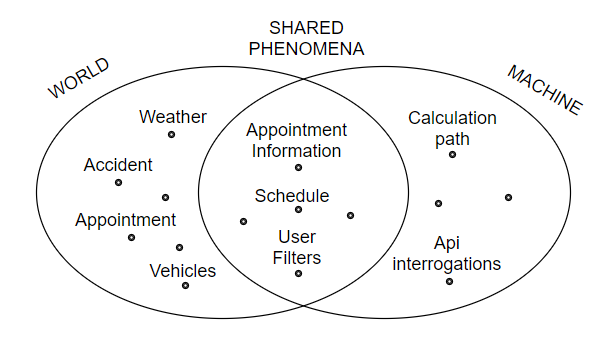 SHARED
PHENOMENA
WORLD
MACHINE
Weather
Accident
Appointment
Vehicles
Appointment
Information
Schedule
User
Filters
Calculation
path
Api
interrogations